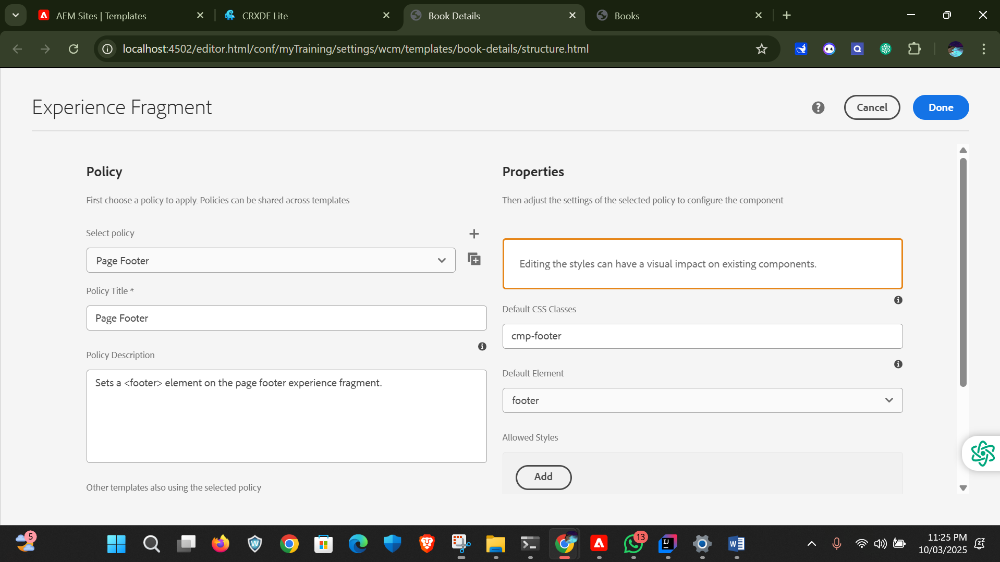 AEM Sites | Templates
CRXDE Lite
Book Details
Books
localhost:4502/editor.html/conf/myTraining/settings/wcm/templates/book-details/structure.html
Experience Fragment
Cancel
Done
Policy
First choose a policy to apply. Policies can be shared across templates
Select policy
Page Footer
Policy Title *
Page Footer
Policy Description
Sets a <footer> element on the page footer experience fragment.
Other templates also using the selected policy
Properties
Then adjust the settings of the selected policy to configure the component
Editing the styles can have a visual impact on existing components.
Default CSS Classes
cmp-footer
Default Element
footer
Allowed Styles
Add
5
13
11:25 PM
10/03/2025